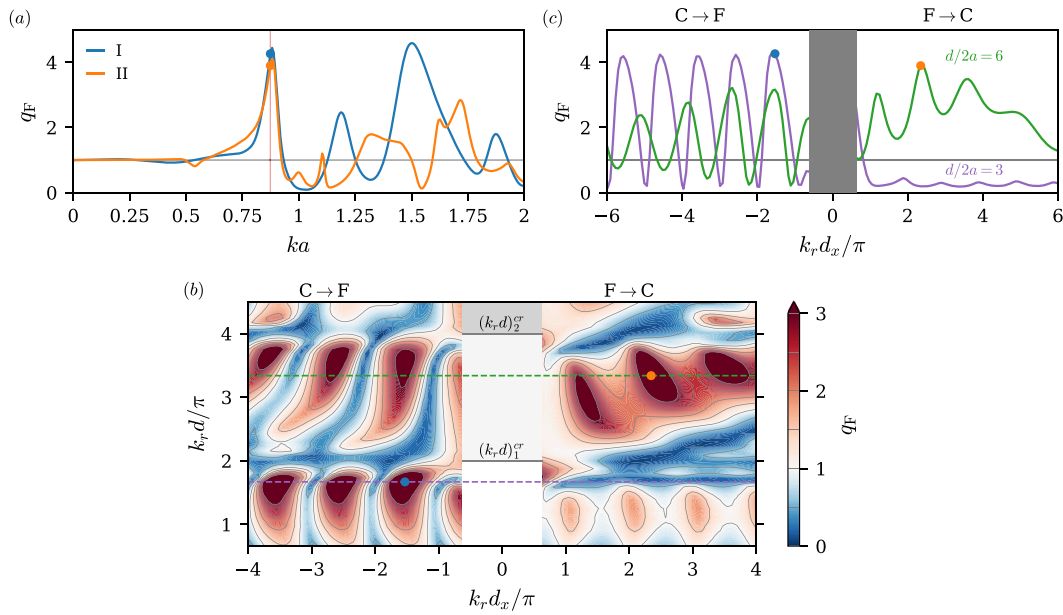 (a)
4
2
0
q_F
I
II
0 0.25 0.5 0.75 1 1.25 1.5 1.75 2
ka
(c)
C→F F→C
4
2
0
q_F
d/2a = 6
d/2a = 3
−6 −4 −2 0 2 4 6
k_r d_x/π
(b)
C→F F→C
4
3
2
1
k_r d/π
(k_r d)_2^{cr}
(k_r d)_1^{cr}
−4 −3 −2 −1 0 1 2 3 4
k_r d_x/π
3
2
1
0
q_F